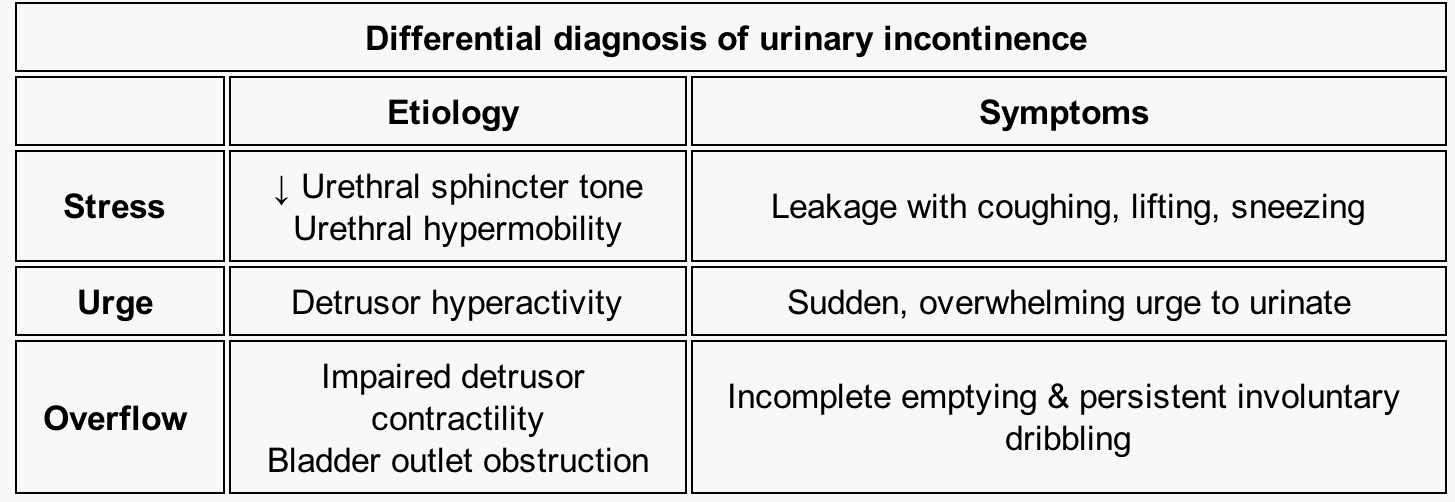 Differential diagnosis of urinary incontinence
Etiology
Symptoms
Stress
↓ Urethral sphincter tone
Urethral hypermobility
Leakage with coughing, lifting, sneezing
Urge
Detrusor hyperactivity
Sudden, overwhelming urge to urinate
Overflow
Impaired detrusor
contractility
Bladder outlet obstruction
Incomplete emptying & persistent involuntary
dribbling